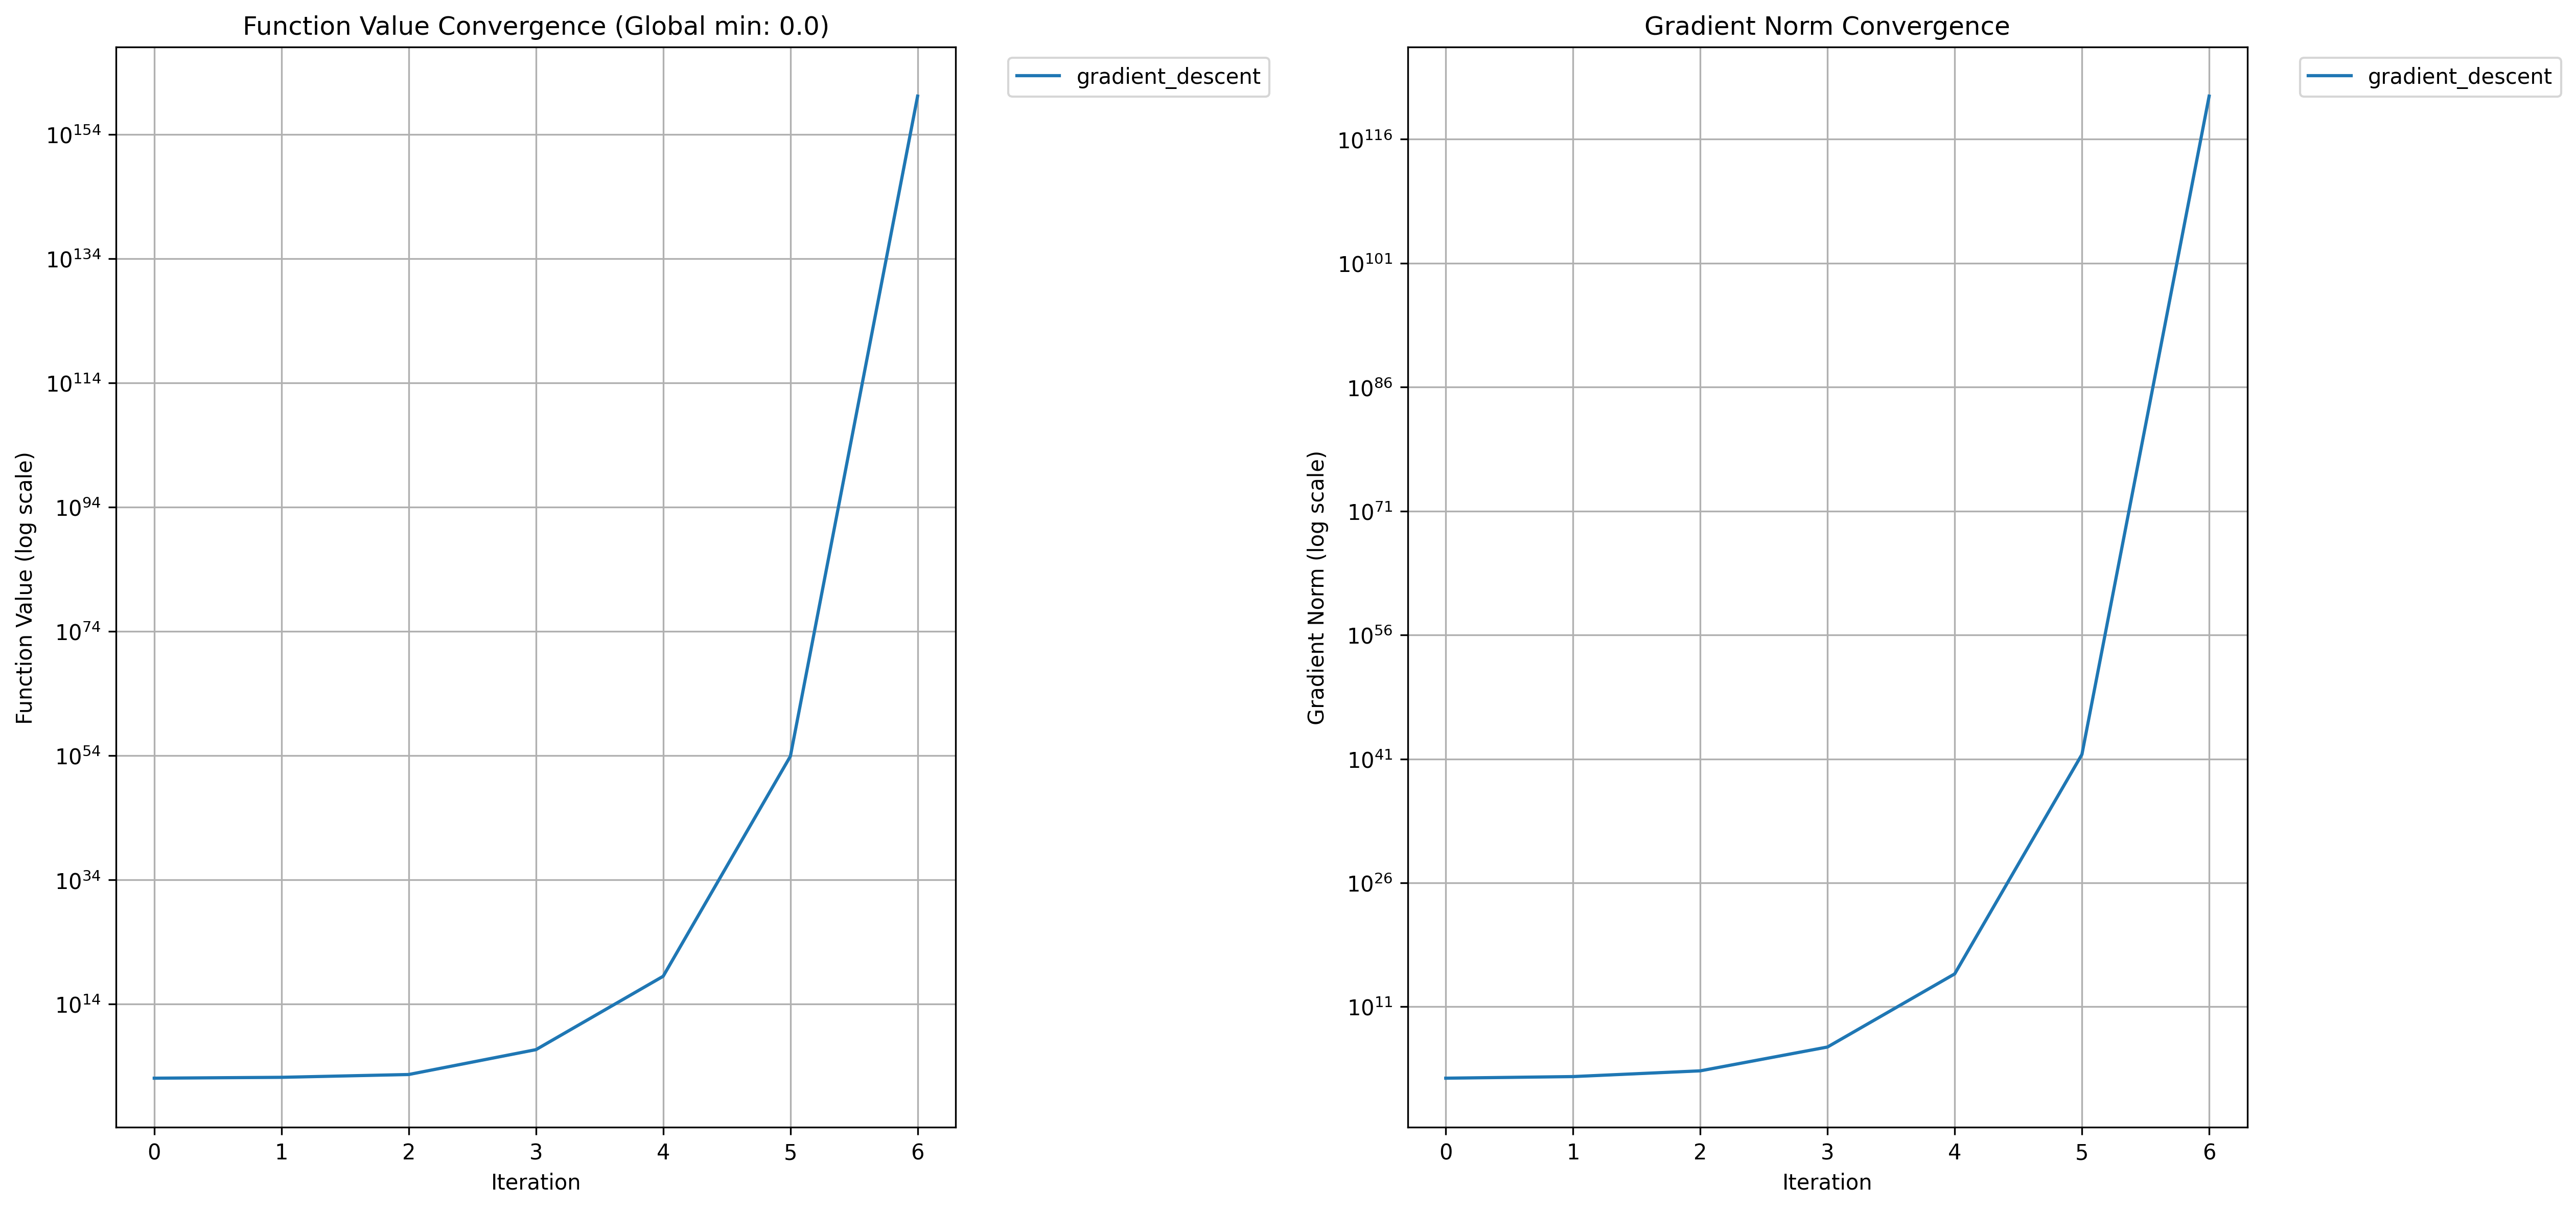 Function Value Convergence (Global min: 0.0)
gradient_descent
Function Value (log scale)
10^154
10^134
10^114
10^94
10^74
10^54
10^34
10^14
0 1 2 3 4 5 6
Iteration
Gradient Norm Convergence
gradient_descent
Gradient Norm (log scale)
10^116
10^101
10^86
10^71
10^56
10^41
10^26
10^11
0 1 2 3 4 5 6
Iteration